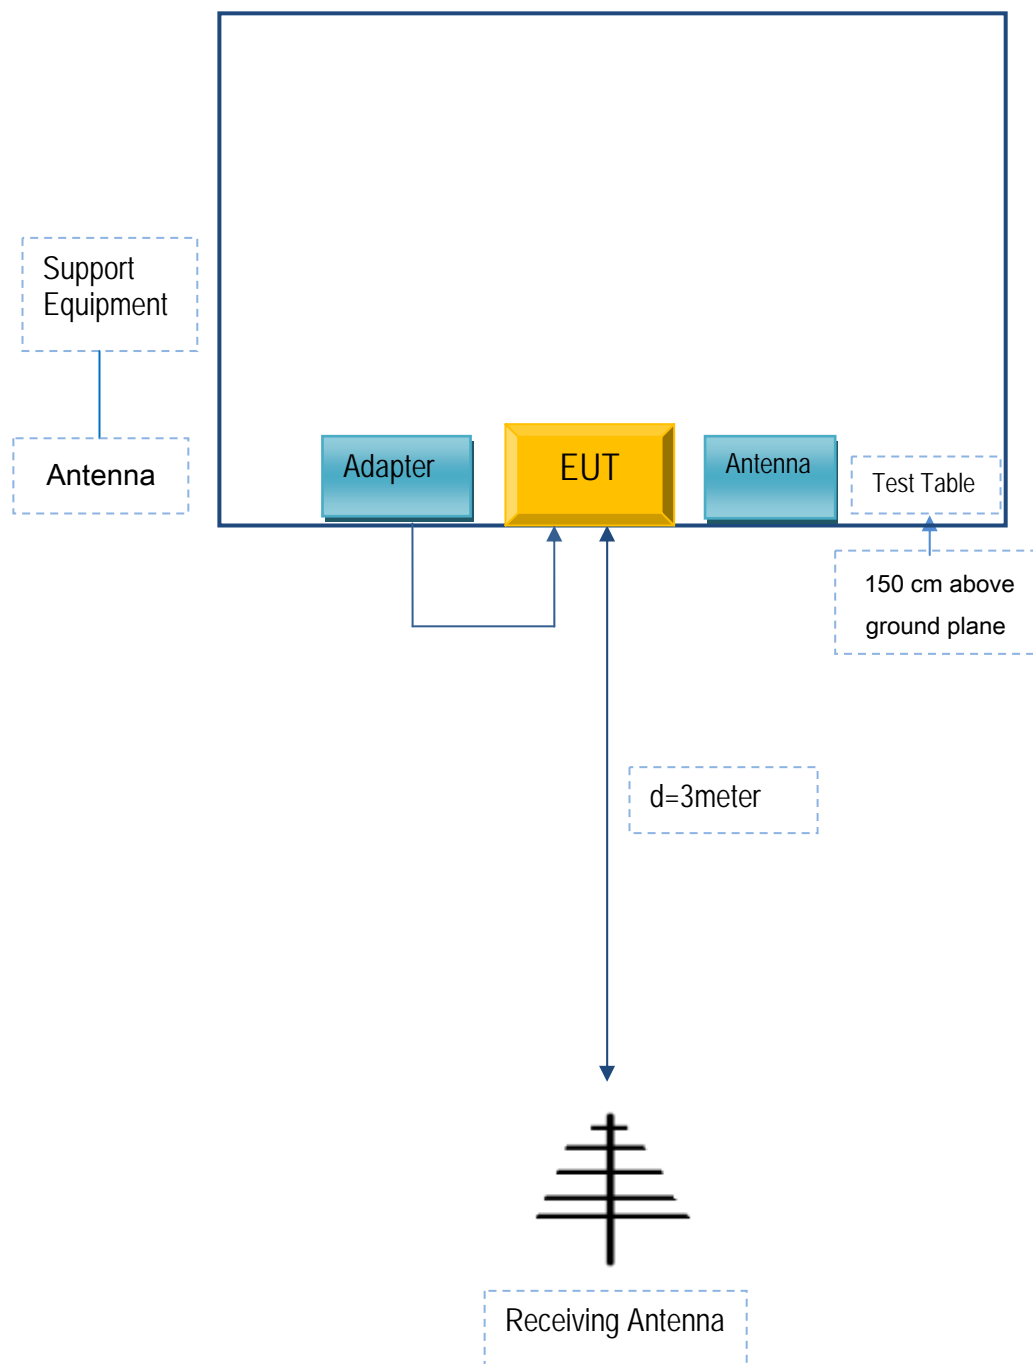 Support
Equipment
Antenna
Adapter
EUT
Antenna
Test Table
150 cm above
ground plane
d=3meter
Receiving Antenna